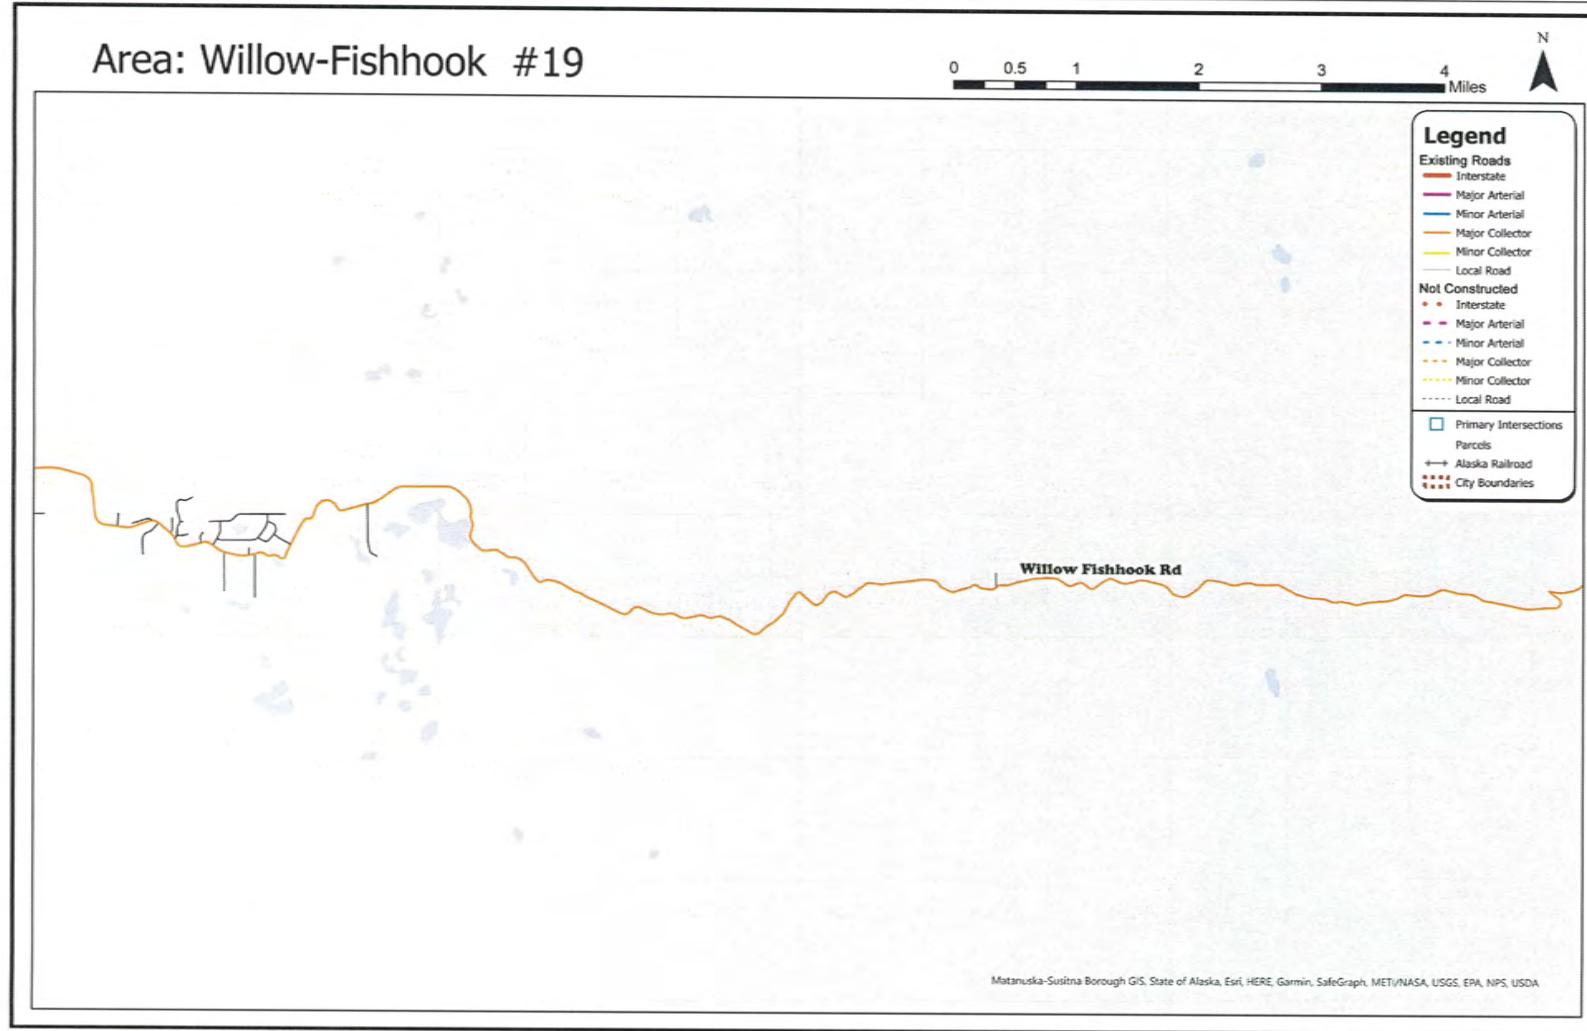 Area: Willow-Fishhook #19
N
0 0.5 1 2 3 4
Miles
Legend
Existing Roads
Interstate
Major Arterial
Minor Arterial
Major Collector
Minor Collector
Local Road
Not Constructed
Interstate
Major Arterial
Minor Arterial
Major Collector
Minor Collector
Local Road
Primary Intersections
Parcels
Alaska Railroad
City Boundaries
Willow Fishhook Rd
Matanuska-Susitna Borough GIS, State of Alaska, Esri, HERE, Garmin, SafeGraph, METI/NASA, USGS, EPA, NPS, USDA